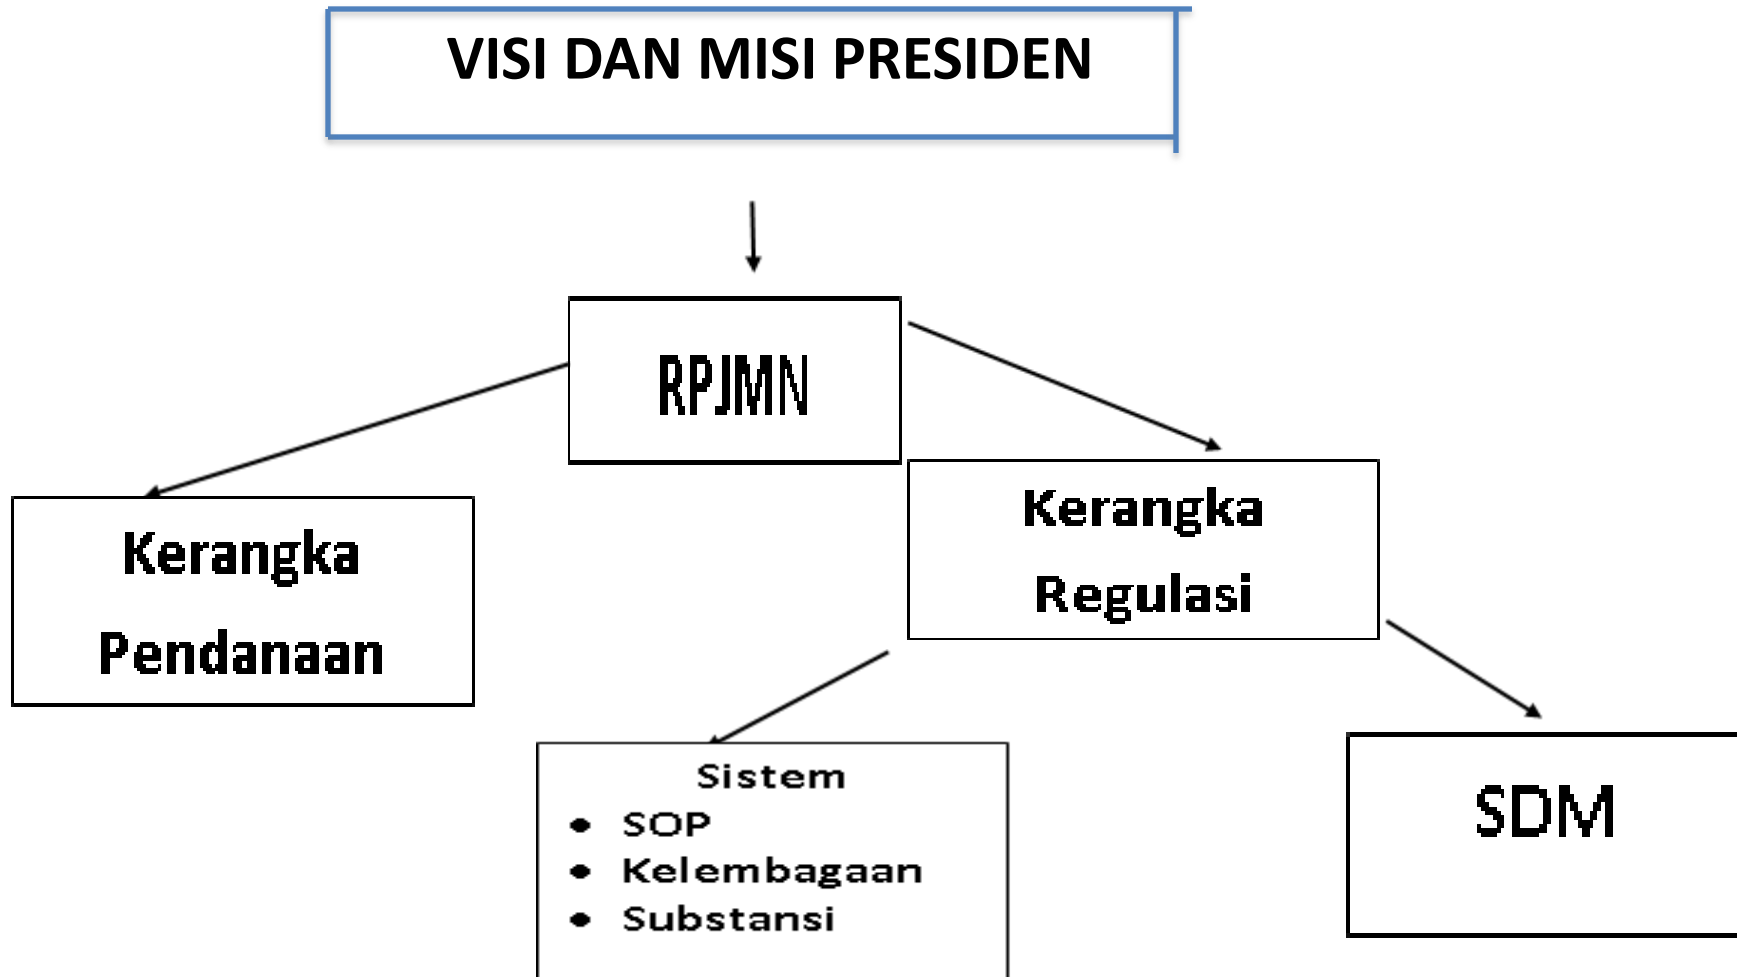 VISI DAN MISI PRESIDEN
RPJMN
Kerangka
Pendanaan
Kerangka
Regulasi
Sistem
• SOP
• Kelembagaan
• Substansi
SDM